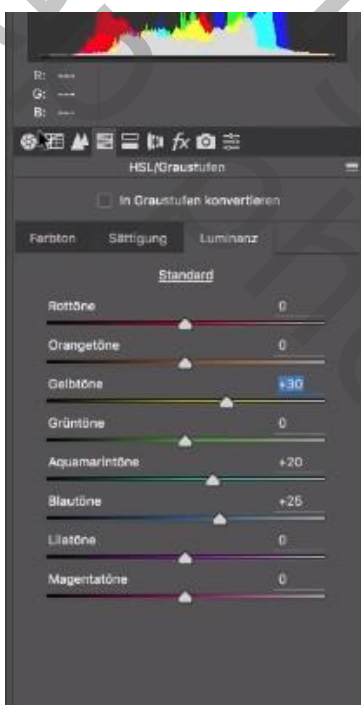 R: ---
G: ---
B: ---
fx
HSL/Graustufen
In Graustufen konvertieren
Farbton Sättigung Luminanz
Standard
Rottöne 0
Orangetöne 0
Gelbtöne +30
Grüntöne 0
Aquamarintöne +20
Blautöne +25
Lilatöne 0
Magentatöne 0